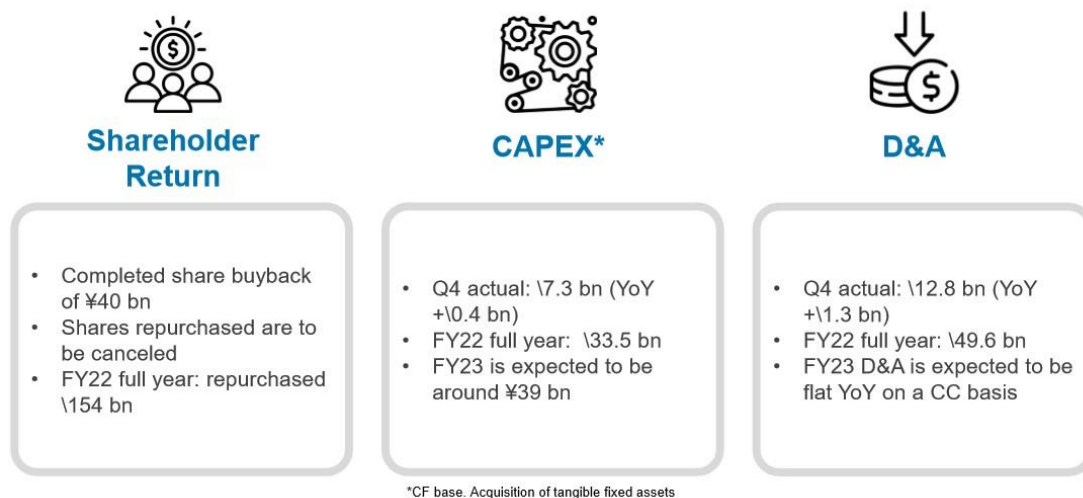 Shareholder
Return
• Completed share buyback
of ¥40 bn
• Shares repurchased are to
be canceled
• FY22 full year: repurchased
\154 bn
CAPEX*
• Q4 actual: \7.3 bn (YoY
+\0.4 bn)
• FY22 full year: \33.5 bn
• FY23 is expected to be
around ¥39 bn
D&A
• Q4 actual: \12.8 bn (YoY
+\1.3 bn)
• FY22 full year: \49.6 bn
• FY23 D&A is expected to be
flat YoY on a CC basis
*CF base. Acquisition of tangible fixed assets